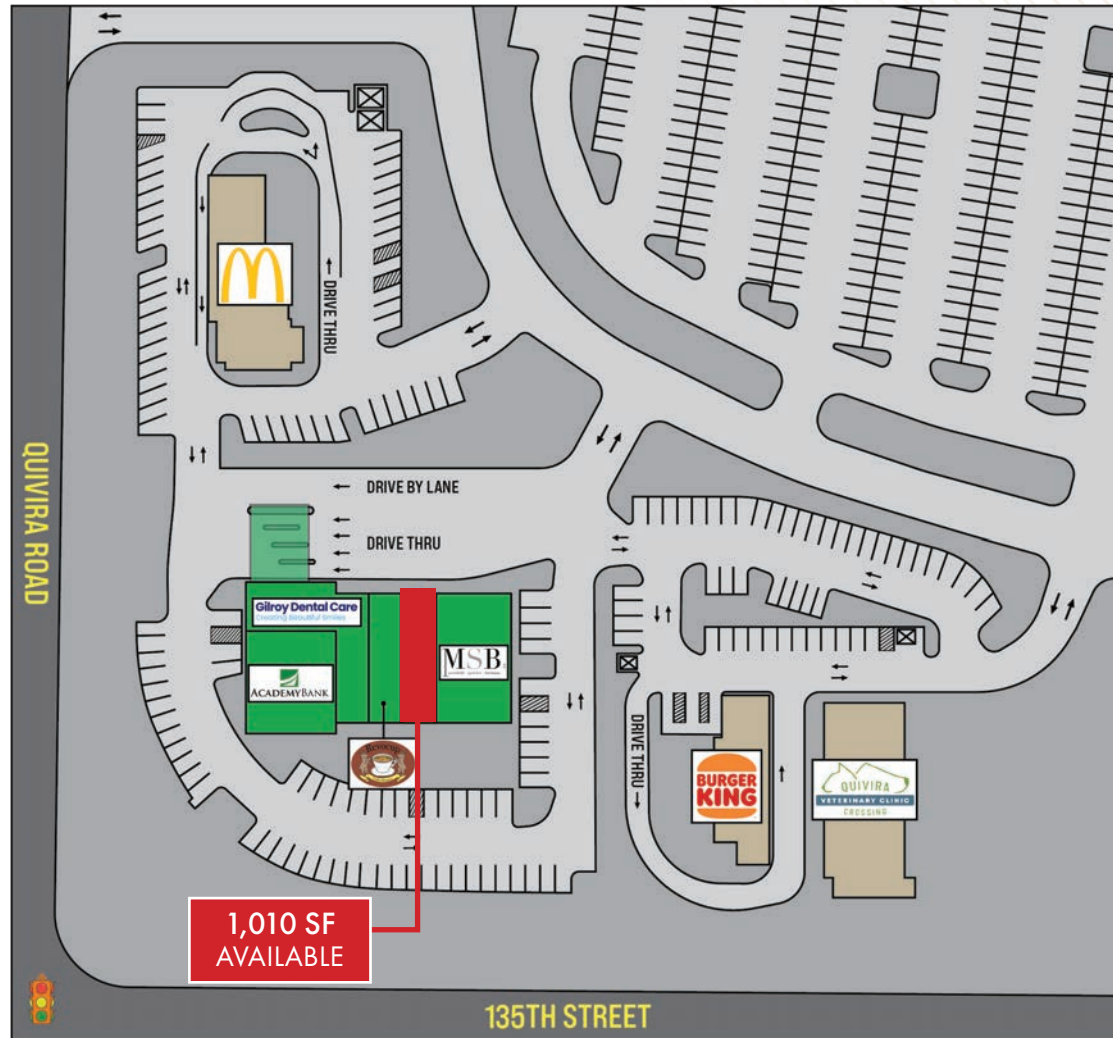 DRIVE THRU
QUIVIRA ROAD
DRIVE BY LANE
DRIVE THRU
Gilroy Dental Care
Creating Beautiful Smiles
ACADEMY BANK
MSB
Revocup
DRIVE THRU
BURGER
KING
QUIVIRA
VETERINARY CLINIC
CROSSING
1,010 SF
AVAILABLE
135TH STREET